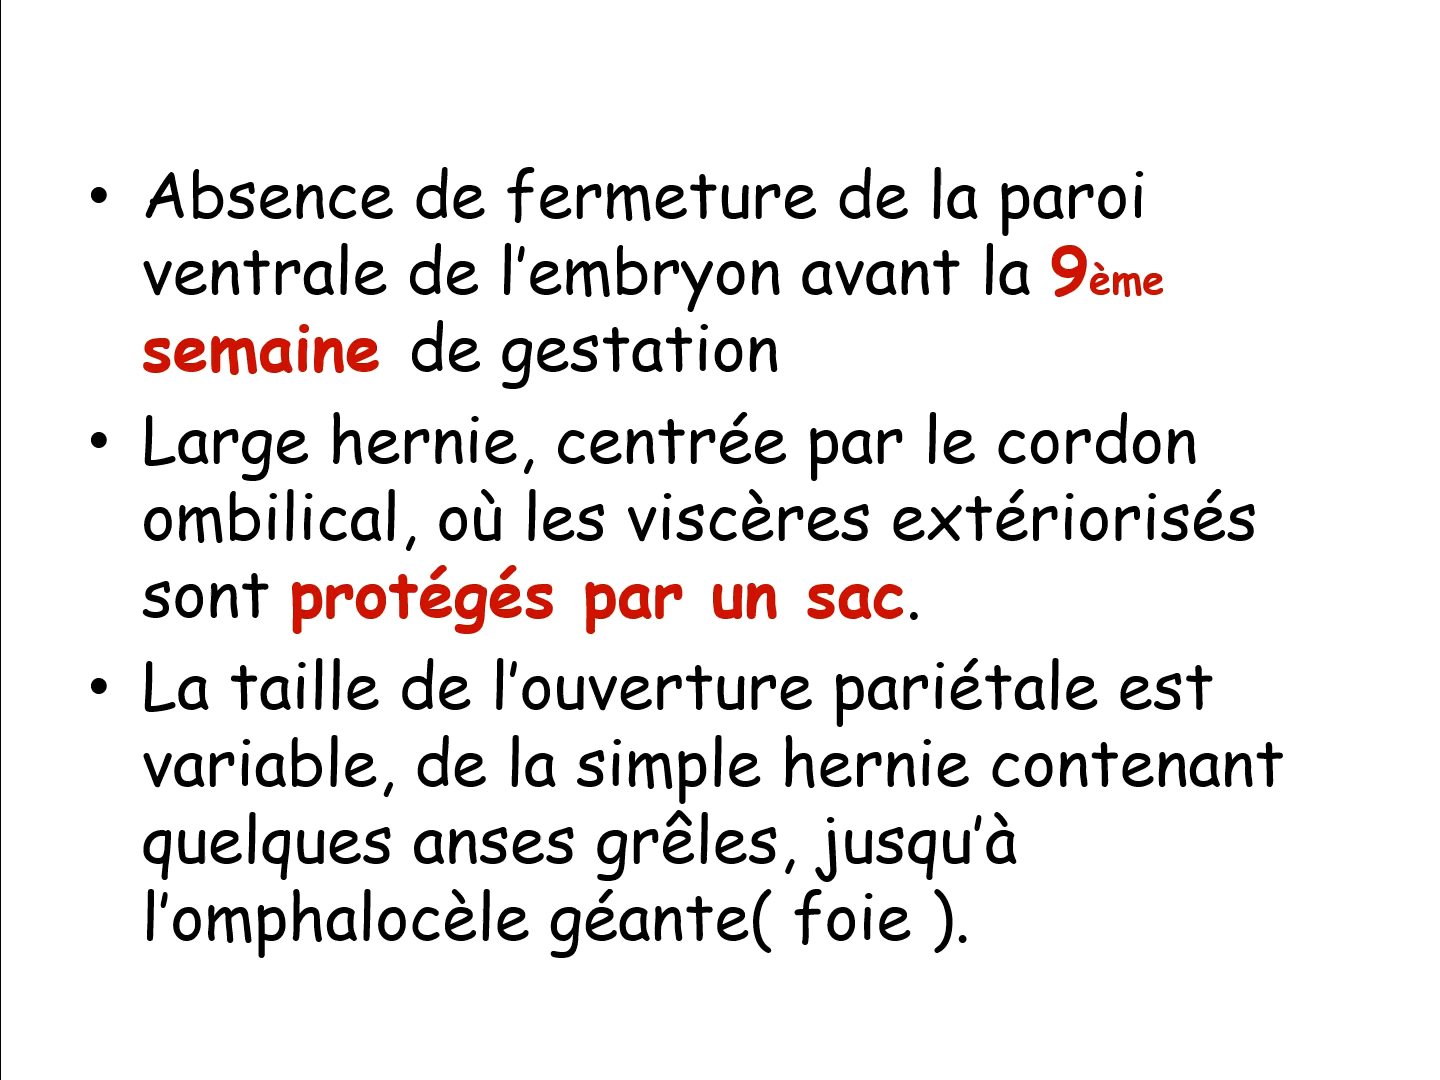 • Absence de fermeture de la paroi
ventrale de l’embryon avant la 9ème
semaine de gestation
• Large hernie, centrée par le cordon
ombilical, où les viscères extériorisés
sont protégés par un sac.
• La taille de l’ouverture pariétale est
variable, de la simple hernie contenant
quelques anses grêles, jusqu’à
l’omphalocèle géante( foie ).